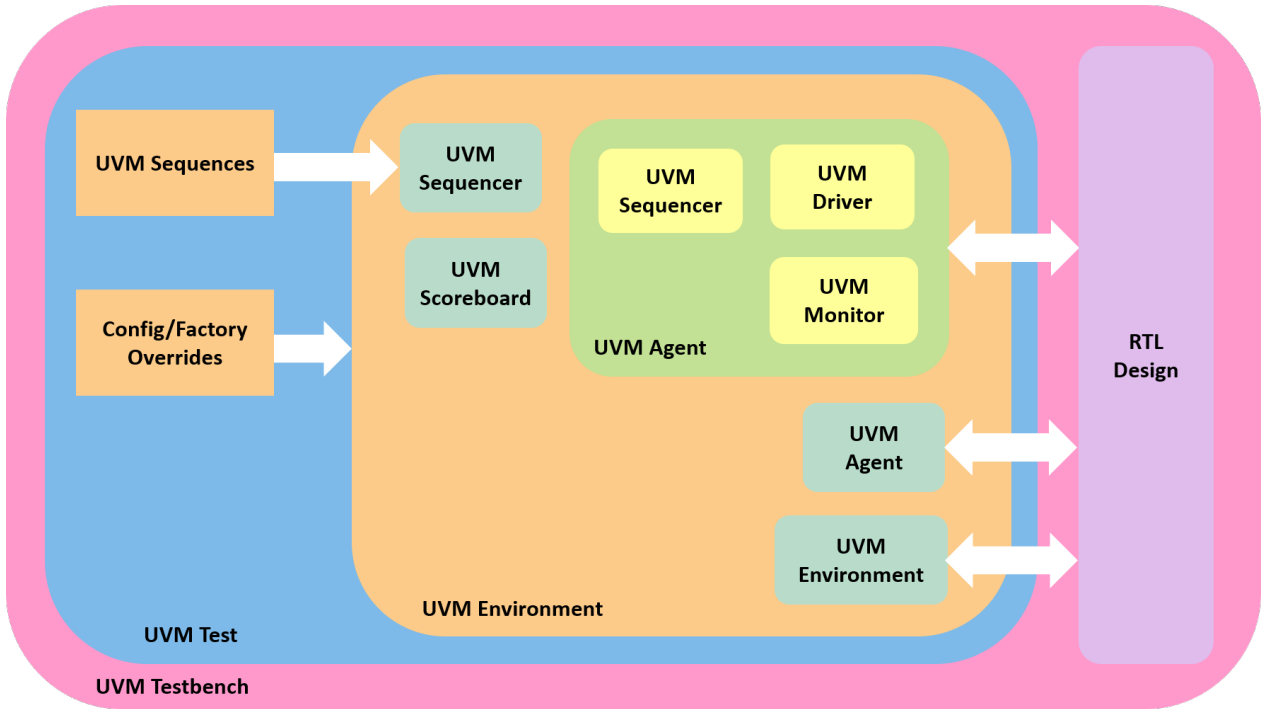 UVM Sequences
Config/Factory
Overrides
UVM
Sequencer
UVM
Scoreboard
UVM
Sequencer
UVM
Driver
UVM
Monitor
UVM Agent
UVM
Agent
UVM
Environment
UVM Environment
UVM Test
UVM Testbench
RTL
Design